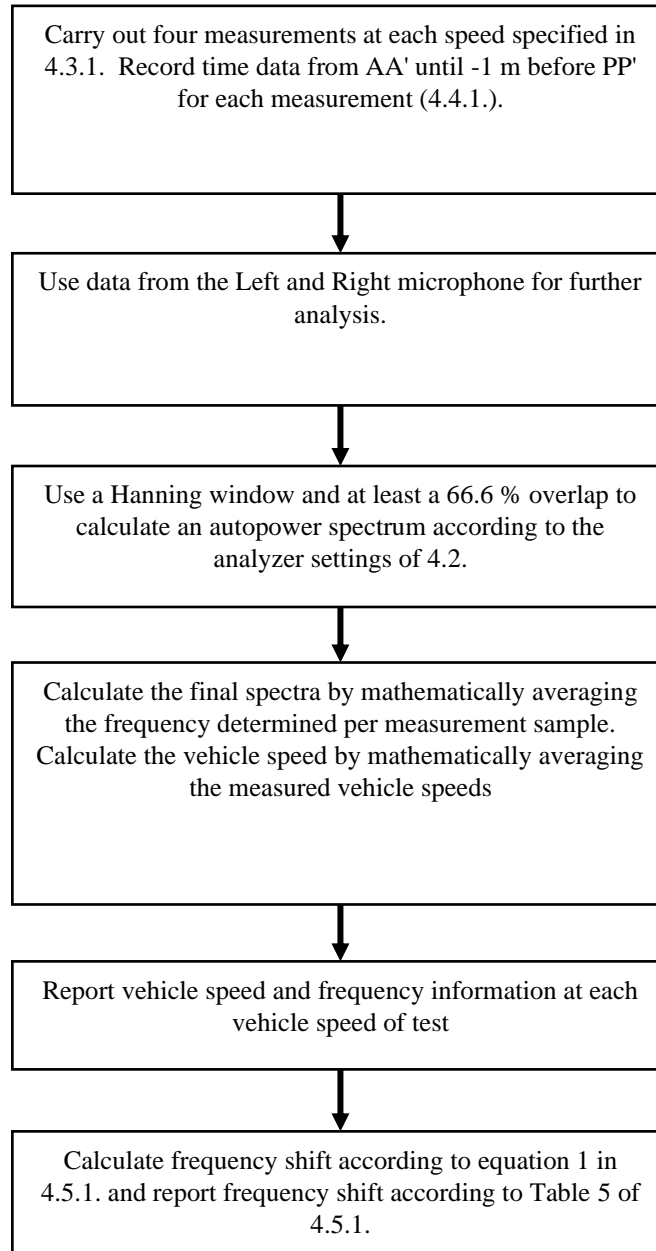 Carry out four measurements at each speed specified in
4.3.1.  Record time data from AA' until -1 m before PP'
for each measurement (4.4.1.).
Use data from the Left and Right microphone for further
analysis.
Use a Hanning window and at least a 66.6 % overlap to
calculate an autopower spectrum according to the
analyzer settings of 4.2.
Calculate the final spectra by mathematically averaging
the frequency determined per measurement sample.
Calculate the vehicle speed by mathematically averaging
the measured vehicle speeds
Report vehicle speed and frequency information at each
vehicle speed of test
Calculate frequency shift according to equation 1 in
4.5.1. and report frequency shift according to Table 5 of
4.5.1.